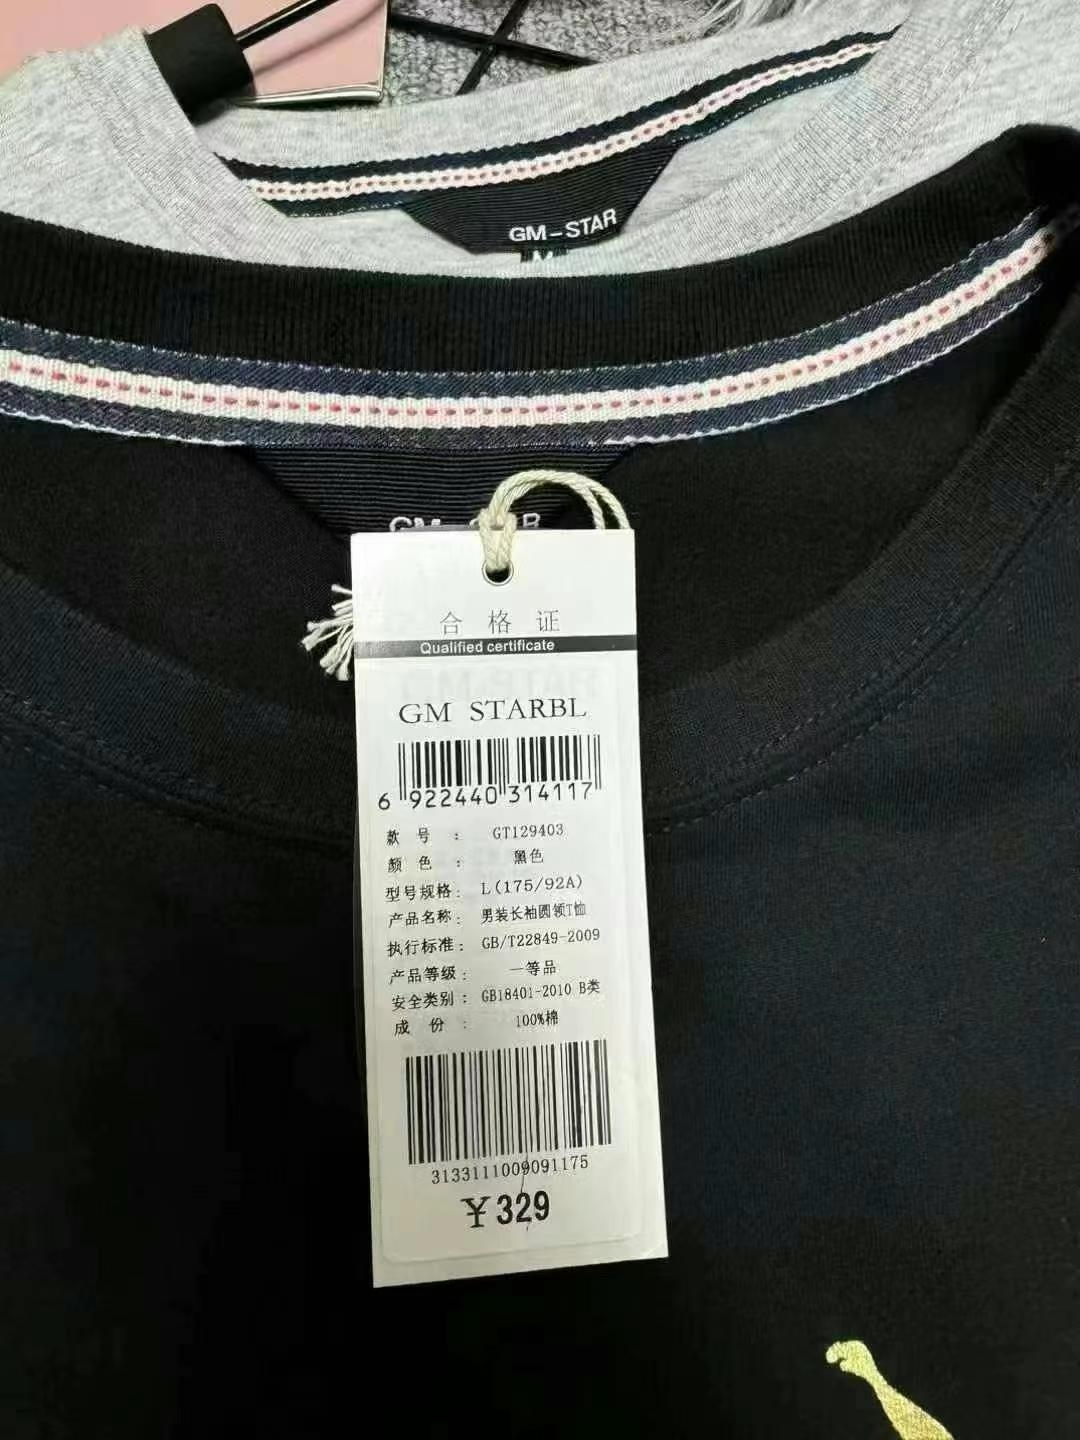 GM-STAR
M
GM-STAR
合格证
Qualified certificate
GM STARBL
6 922440 314117
款号： GT129403
颜色： 黑色
型号规格： L(175/92A)
产品名称： 男装长袖圆领T恤
执行标准： GB/T22849-2009
产品等级： 一等品
安全类别： GB18401-2010 B类
成份： 100%棉
3133111009091175
￥329